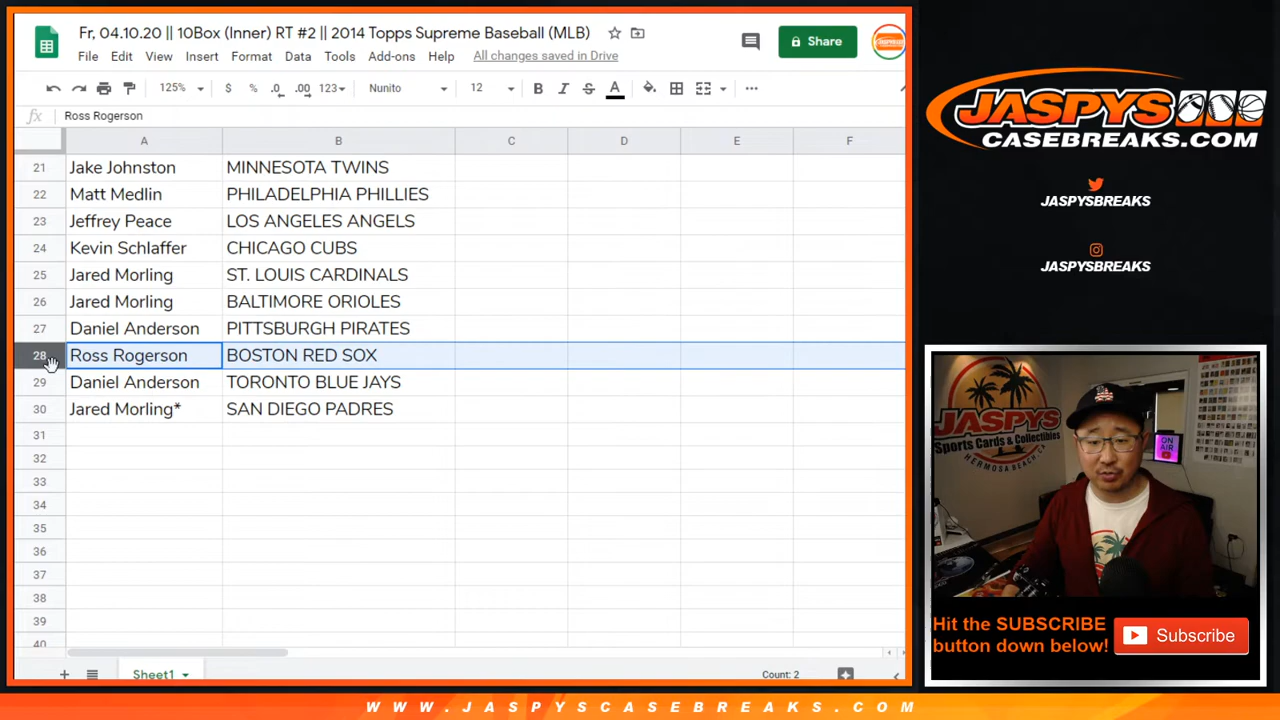 Fr, 04.10.20 || 10Box (Inner) RT #2 || 2014 Topps Supreme Baseball (MLB)
File Edit View Insert Format Data Tools Add-ons Help All changes saved in Drive
Share
125% $ % .0 .00 123 Nunito 12 B I S A
fx Ross Rogerson
A B C D E F
21 Jake Johnston MINNESOTA TWINS
22 Matt Medlin PHILADELPHIA PHILLIES
23 Jeffrey Peace LOS ANGELES ANGELS
24 Kevin Schlaffer CHICAGO CUBS
25 Jared Morling ST. LOUIS CARDINALS
26 Jared Morling BALTIMORE ORIOLES
27 Daniel Anderson PITTSBURGH PIRATES
28 Ross Rogerson BOSTON RED SOX
29 Daniel Anderson TORONTO BLUE JAYS
30 Jared Morling* SAN DIEGO PADRES
31
32
33
34
35
36
37
38
39
40
Sheet1
Count: 2
JASPYS
CASEBREAKS.COM
JASPYSBREAKS
JASPYSBREAKS
JASPYS
Sports Cards & Collectibles
HERMOSA BEACH, CA
ON AIR
Hit the SUBSCRIBE
button down below!
Subscribe
WWW.JASPYSCASEBREAKS.COM